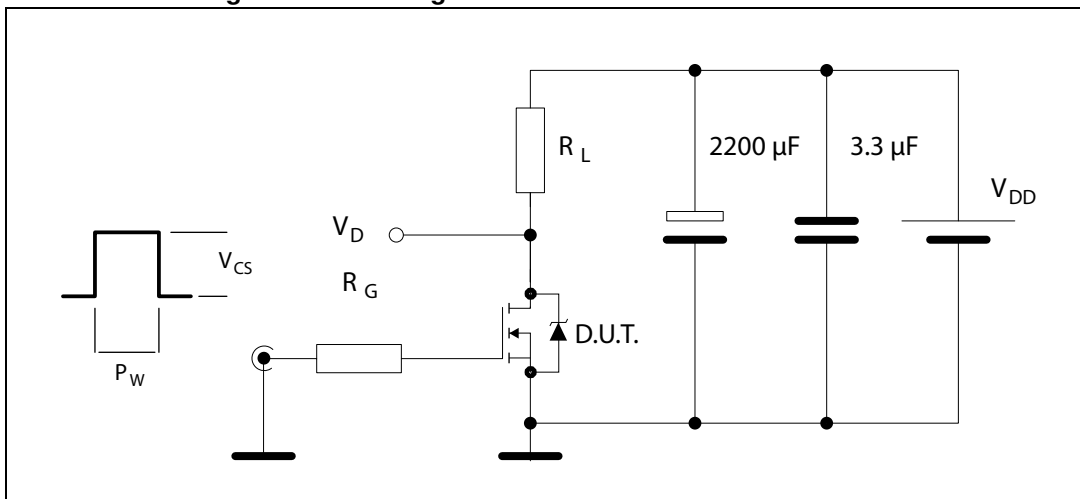 R L
2200 µF
3.3 µF
V DD
V D
V CS
R G
D.U.T.
P W